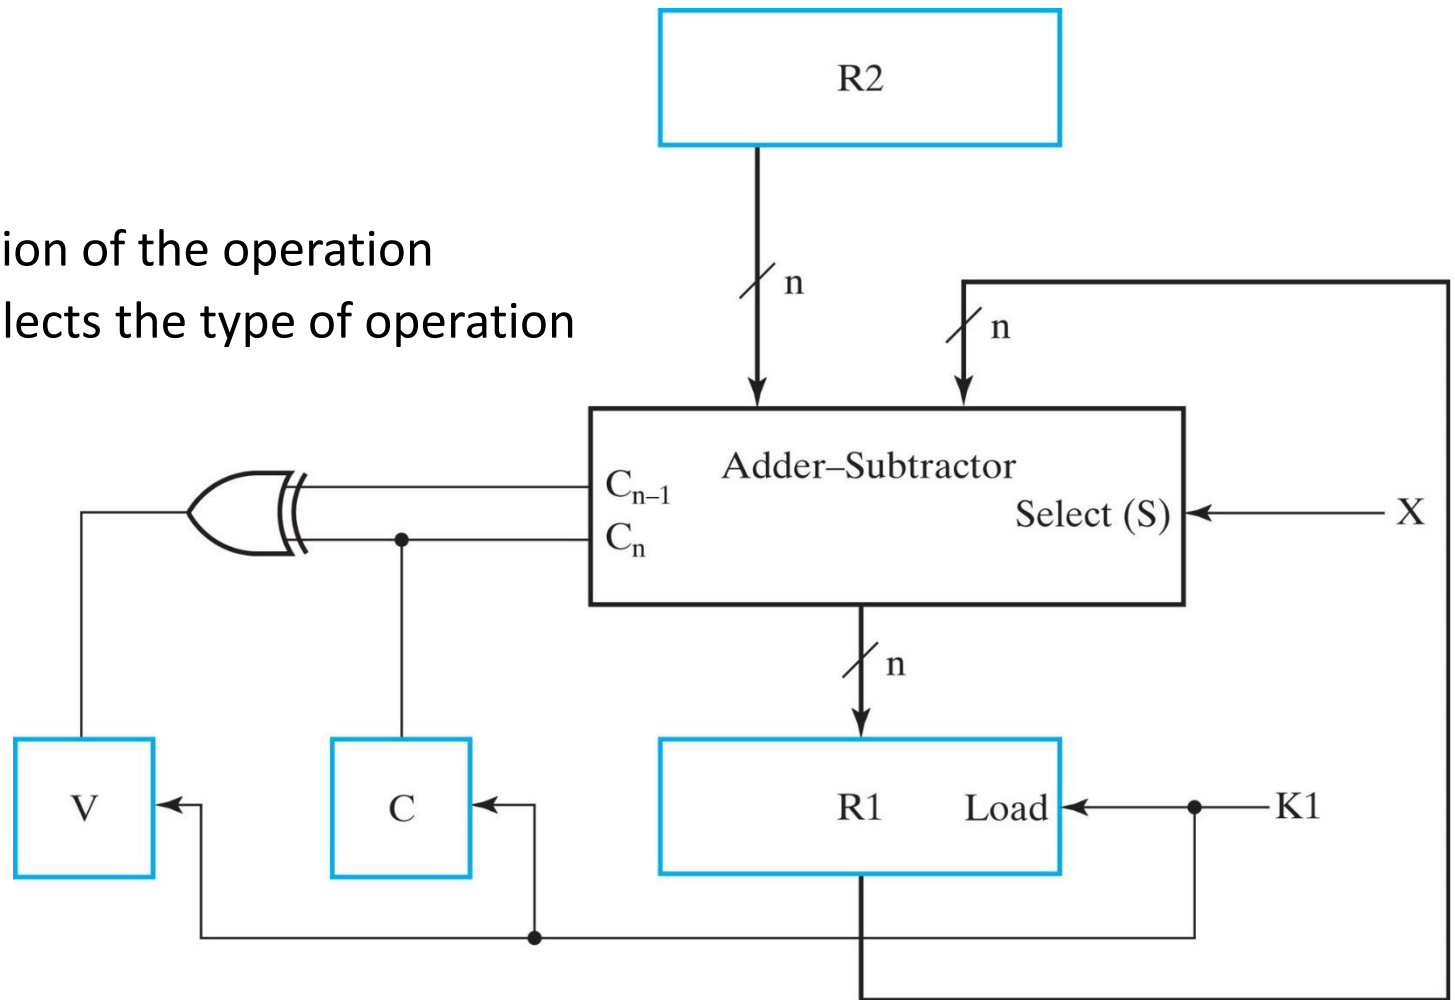 R2
ion of the operation
n
lects the type of operation
n
Adder–Subtractor
Cn–1
Select (S)
X
Cn
n
V
C
R1
Load
K1